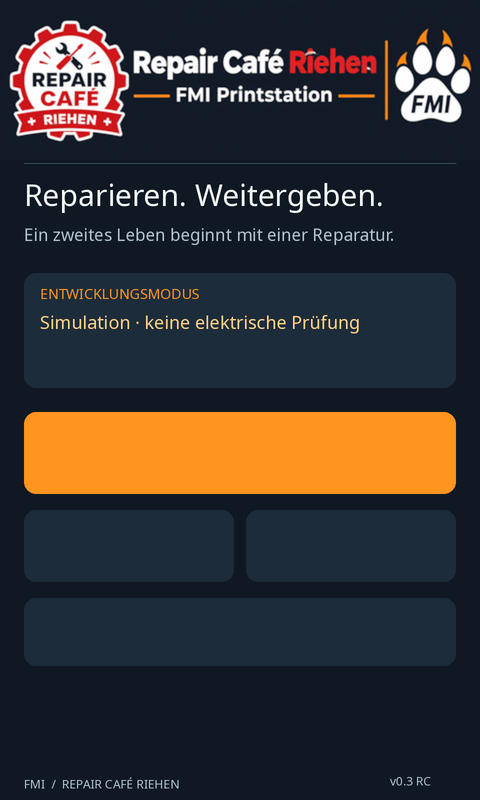 REPAIR
CAFÉ
+ RIEHEN +
Repair Café Riehen
FMI Printstation
FMI
Reparieren. Weitergeben.
Ein zweites Leben beginnt mit einer Reparatur.
ENTWICKLUNGSMODUS
Simulation · keine elektrische Prüfung
FMI / REPAIR CAFÉ RIEHEN
v0.3 RC